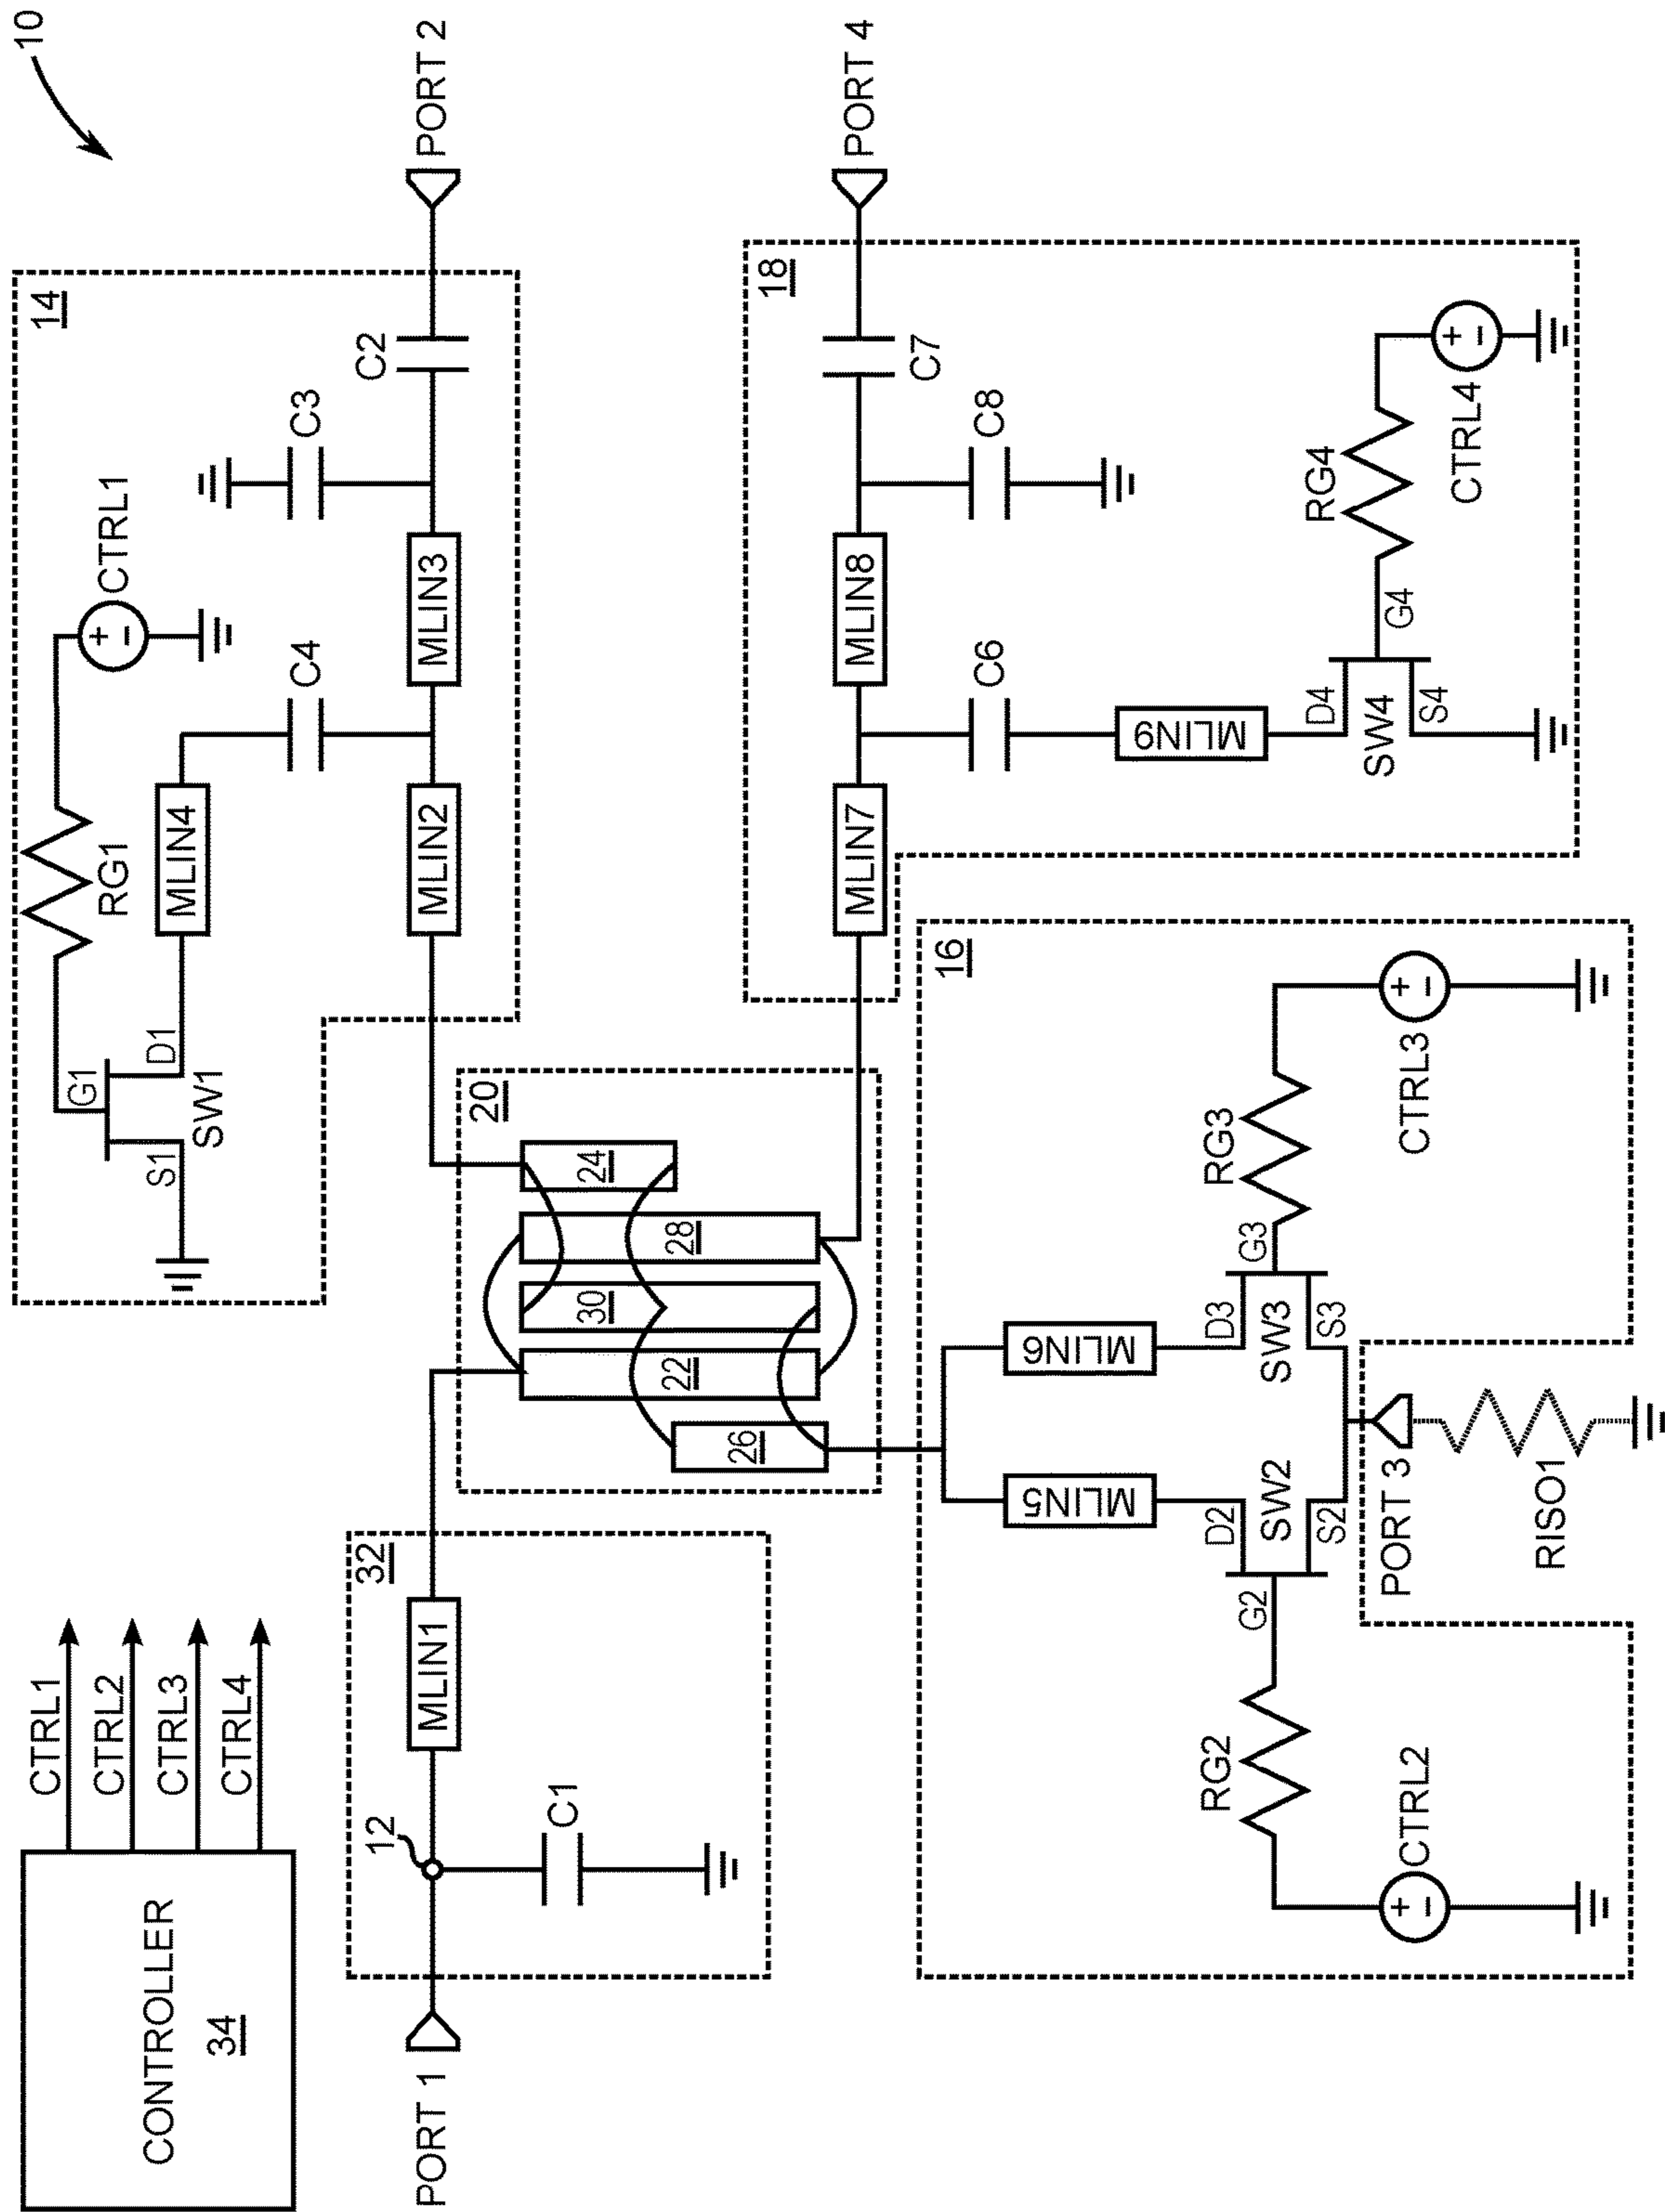 10
CONTROLLER
34
CTRL1
CTRL2
CTRL3
CTRL4
14
G1
S1
D1
SW1
RG1
MLIN4
CTRL1
C4
C3
C2
MLIN2
MLIN3
PORT 2
PORT 1
12
C1
MLIN1
32
20
22
24
26
28
30
18
MLIN7
MLIN8
C6
C7
C8
MLIN9
D4
S4
SW4
G4
RG4
CTRL4
PORT 4
16
MLIN5
MLIN6
D2
SW2
S2
G2
RG2
CTRL2
D3
SW3
S3
G3
RG3
CTRL3
PORT 3
RISO1